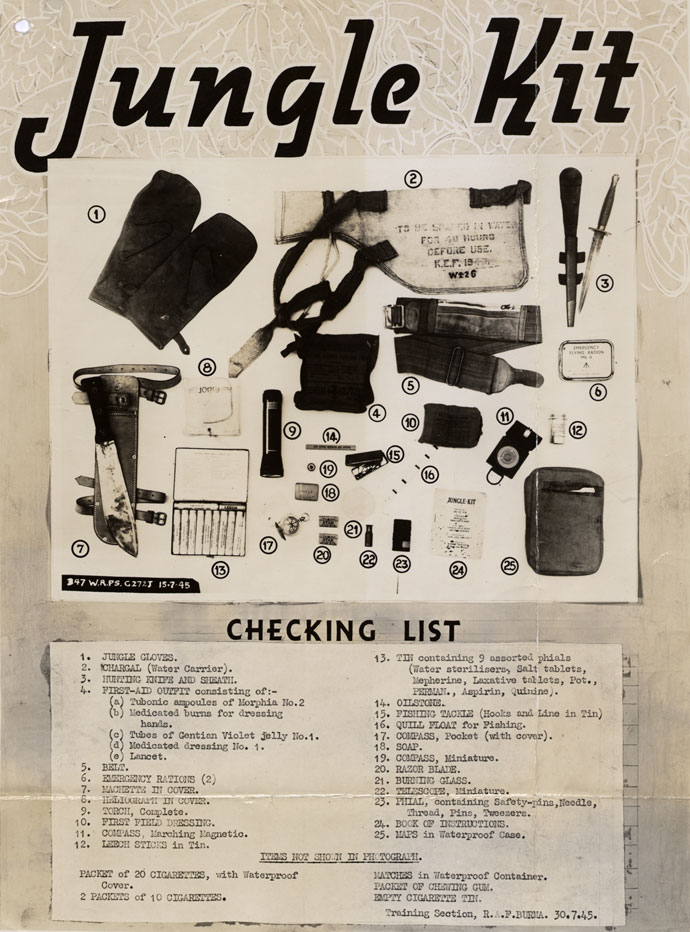 Jungle Kit
1
2
TO BE SOAKED IN WATER
FOR 48 HOURS
BEFORE USE.
W↑26
3
EMERGENCY
FLYING RATION
MK II
6
8
4
5
9
10
11
12
14
15
19
16
18
JUNGLE-KIT
7
13
17
21
20
22
23
24
25
347 W.A.P.S. C272J 15·7·45
CHECKING LIST
1. JUNGLE GLOVES.
2. CHARGAL (Water Carrier).
3. HUNTING KNIFE AND SHEATH.
4. FIRST-AID OUTFIT consisting of:-
(a) Tubonic ampoules of Morphia No.2
(b) Medicated burns for dressing
hands.
(c) Tubes of Gentian Violet jelly No.1.
(d) Medicated dressing No. 1.
(e) Lancet.
5. BELT.
6. EMERGENCY RATIONS (2)
7. MACHETTE IN COVER.
8. HELIOGRAPH IN COVER.
9. TORCH, Complete.
10. FIRST FIELD DRESSING.
11. COMPASS, Marching Magnetic.
12. LEECH STICKS in Tin.
13. TIN containing 9 assorted phials
(Water sterilisers, Salt tablets,
Mepherine, Laxative tablets, Pot.,
PERMAN., Aspirin, Quinine).
14. OILSTONE.
15. FISHING TACKLE (Hooks and Line in Tin)
16. QUILL FLOAT for Fishing.
17. COMPASS, Pocket (with cover).
18. SOAP.
19. COMPASS, Miniature.
20. RAZOR BLADE.
21. BURNING GLASS.
22. TELESCOPE, Miniature.
23. PHIAL, containing Safety-pins, Needle,
Thread, Pins, Tweezers.
24. BOOK OF INSTRUCTIONS.
25. MAPS in Waterproof Case.
ITEMS NOT SHOWN IN PHOTOGRAPH.
PACKET OF 20 CIGARETTES, with Waterproof
Cover.
2 PACKETS of 10 CIGARETTES.
MATCHES in Waterproof Container.
PACKET OF CHEWING GUM.
EMPTY CIGARETTE TIN.
Training Section, R.A.F.BURMA. 30.7.45.